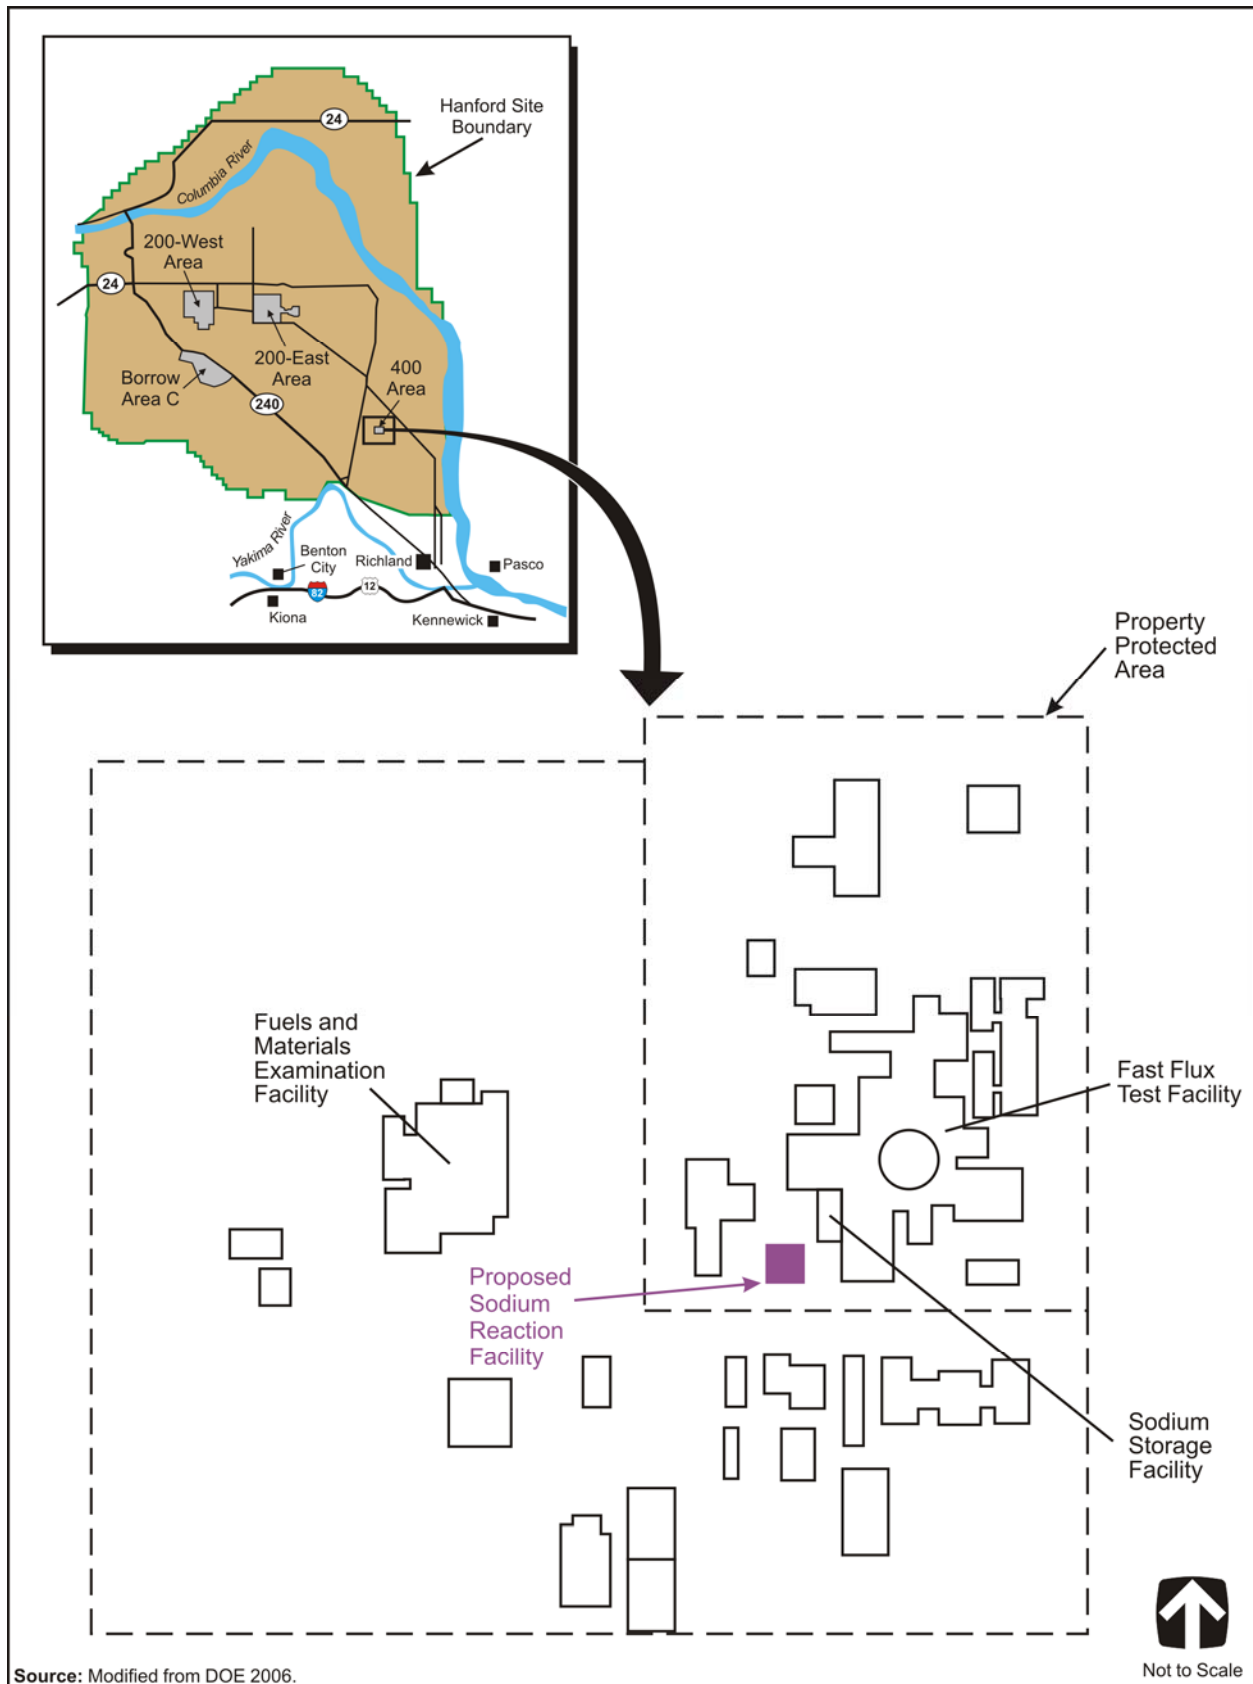 Hanford Site
Boundary
24
Columbia River
200-West
Area
24
200-East
Area
400
Area
Borrow
Area C
240
Yakima River
Benton
City
Richland
Pasco
82
12
Kiona
Kennewick
Property
Protected
Area
Fuels and
Materials
Examination
Facility
Fast Flux
Test Facility
Proposed
Sodium
Reaction
Facility
Sodium
Storage
Facility
Not to Scale
Source: Modified from DOE 2006.